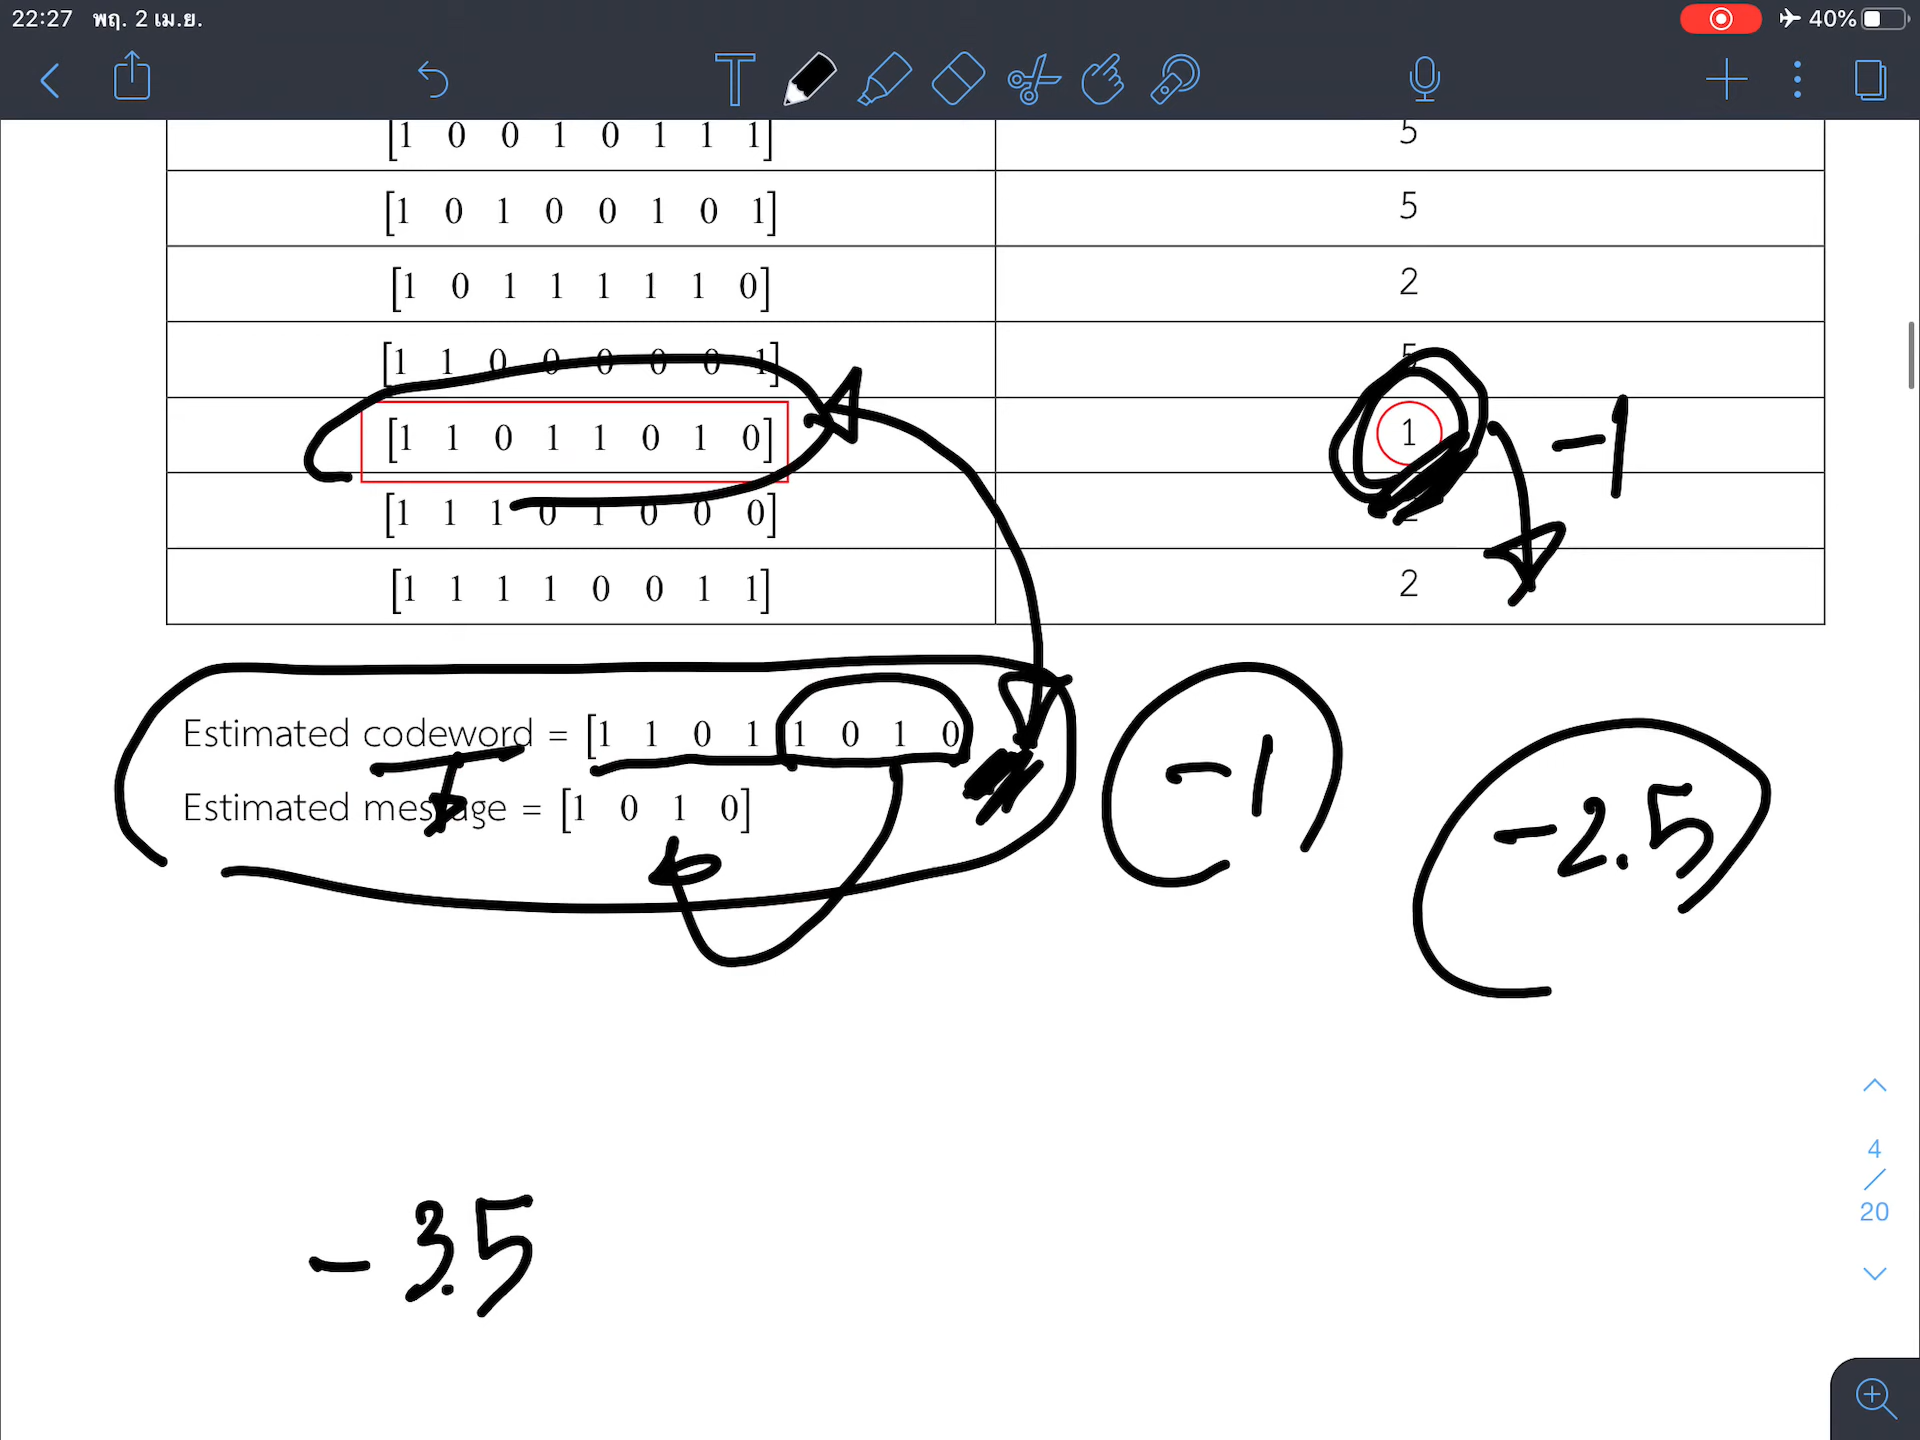 22:27 พฤ. 2 เม.ย. 40%
T
[1 0 0 1 0 1 1 1] 5
[1 0 1 0 0 1 0 1] 5
[1 0 1 1 1 1 1 0] 2
[1 1 0 0 0 0 0 1] 5
[1 1 0 1 1 0 1 0] 1 -1
[1 1 1 0 1 0 0 0] 2
[1 1 1 1 0 0 1 1] 2
Estimated codeword = [1 1 0 1 1 0 1 0 -1
Estimated message = [1 0 1 0] -2.5
4
/
20
-3.5